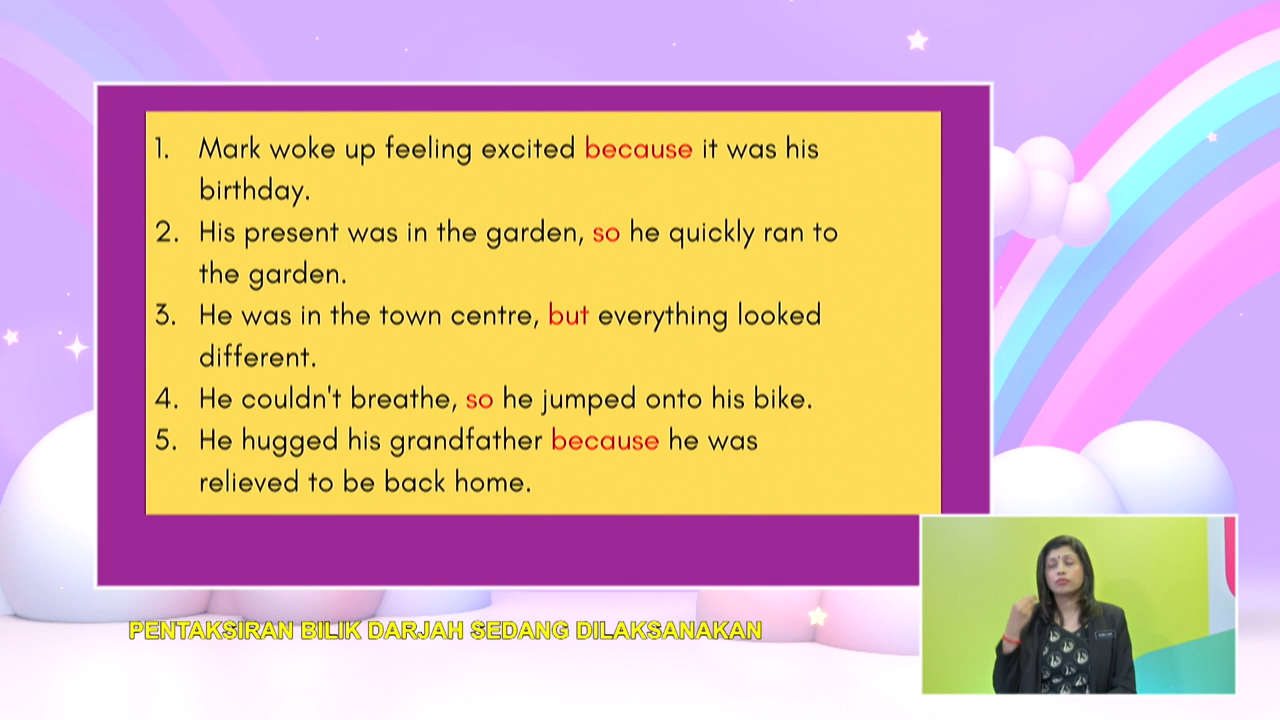 1. Mark woke up feeling excited because it was his
birthday.
2. His present was in the garden, so he quickly ran to
the garden.
3. He was in the town centre, but everything looked
different.
4. He couldn't breathe, so he jumped onto his bike.
5. He hugged his grandfather because he was
relieved to be back home.
PENTAKSIRAN BILIK DARJAH SEDANG DILAKSANAKAN